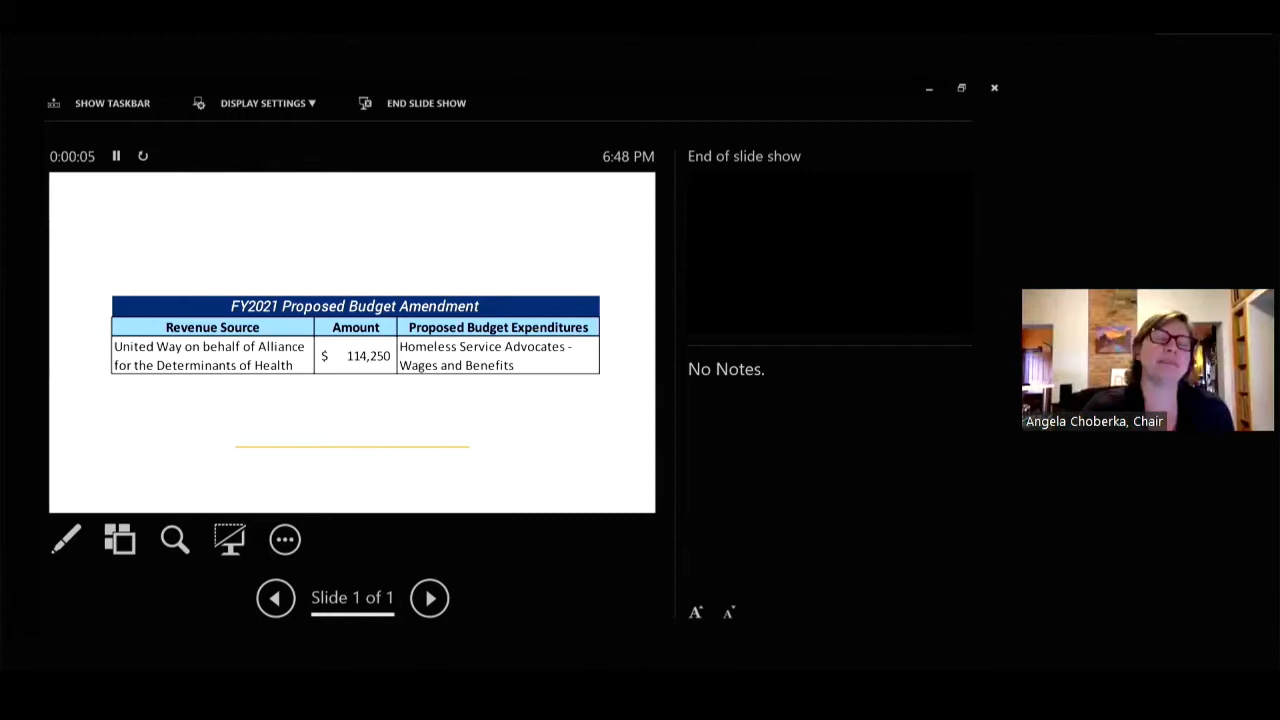 SHOW TASKBAR
DISPLAY SETTINGS ▼
END SLIDE SHOW
0:00:05
6:48 PM
End of slide show
FY2021 Proposed Budget Amendment
Revenue Source
Amount
Proposed Budget Expenditures
United Way on behalf of Alliance
for the Determinants of Health
$ 114,250
Homeless Service Advocates -
Wages and Benefits
No Notes.
Angela Choberka, Chair
Slide 1 of 1
A A